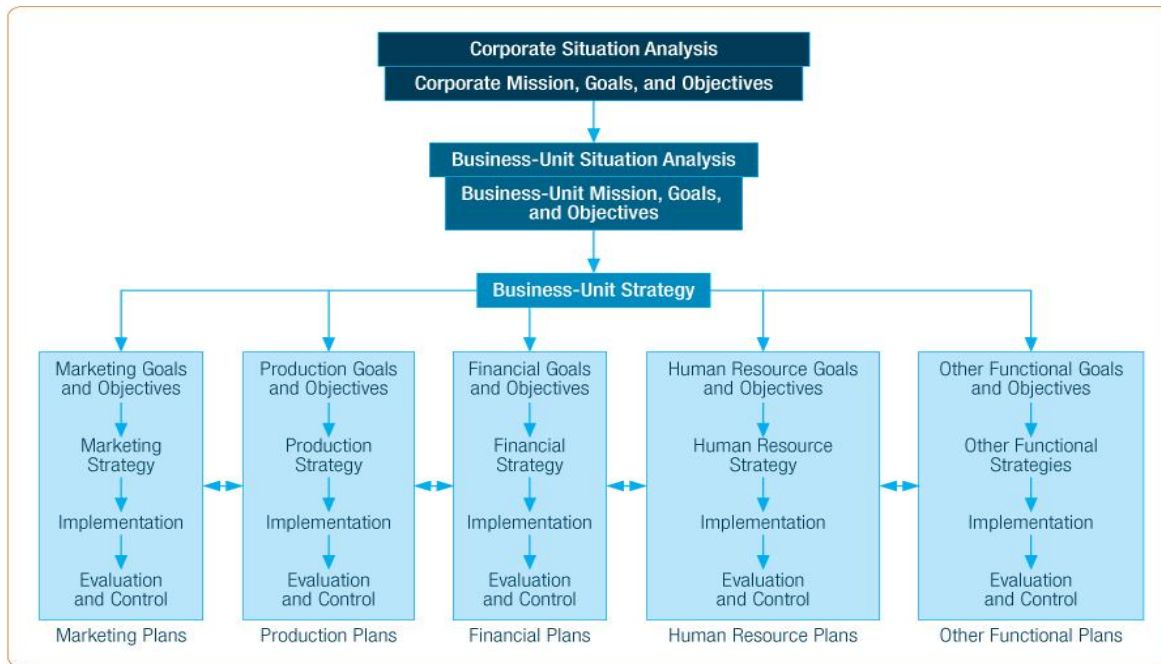 Corporate Situation Analysis
Corporate Mission, Goals, and Objectives
Business-Unit Situation Analysis
Business-Unit Mission, Goals,
and Objectives
Business-Unit Strategy
Marketing Goals
and Objectives
Marketing
Strategy
Implementation
Evaluation
and Control
Marketing Plans
Production Goals
and Objectives
Production
Strategy
Implementation
Evaluation
and Control
Production Plans
Financial Goals
and Objectives
Financial
Strategy
Implementation
Evaluation
and Control
Financial Plans
Human Resource Goals
and Objectives
Human Resource
Strategy
Implementation
Evaluation
and Control
Human Resource Plans
Other Functional Goals
and Objectives
Other Functional
Strategies
Implementation
Evaluation
and Control
Other Functional Plans